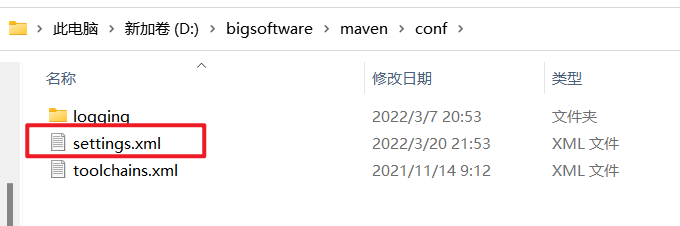 此电脑 > 新加卷 (D:) > bigsoftware > maven > conf >
名称 修改日期 类型
logging 2022/3/7 20:53 文件夹
settings.xml 2022/3/20 21:53 XML 文件
toolchains.xml 2021/11/14 9:12 XML 文件